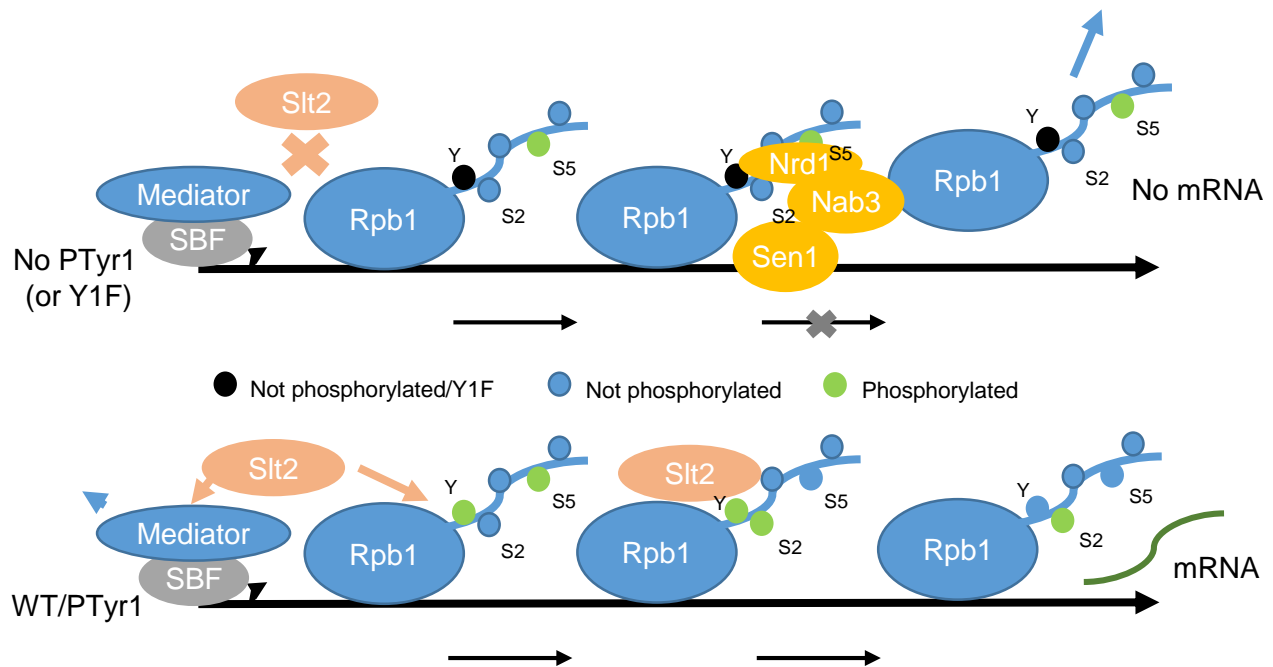 Slt2
Mediator
SBF
No PTyr1
(or Y1F)
Rpb1
Y
S2
S5
Rpb1
Y
S2
S5
Nrd1
Nab3
Sen1
Rpb1
Y
S2
S5
No mRNA
Not phosphorylated/Y1F
Not phosphorylated
Phosphorylated
Slt2
Mediator
SBF
WT/PTyr1
Rpb1
Y
S2
S5
Slt2
Rpb1
Y
S2
S5
Rpb1
Y
S2
S5
mRNA